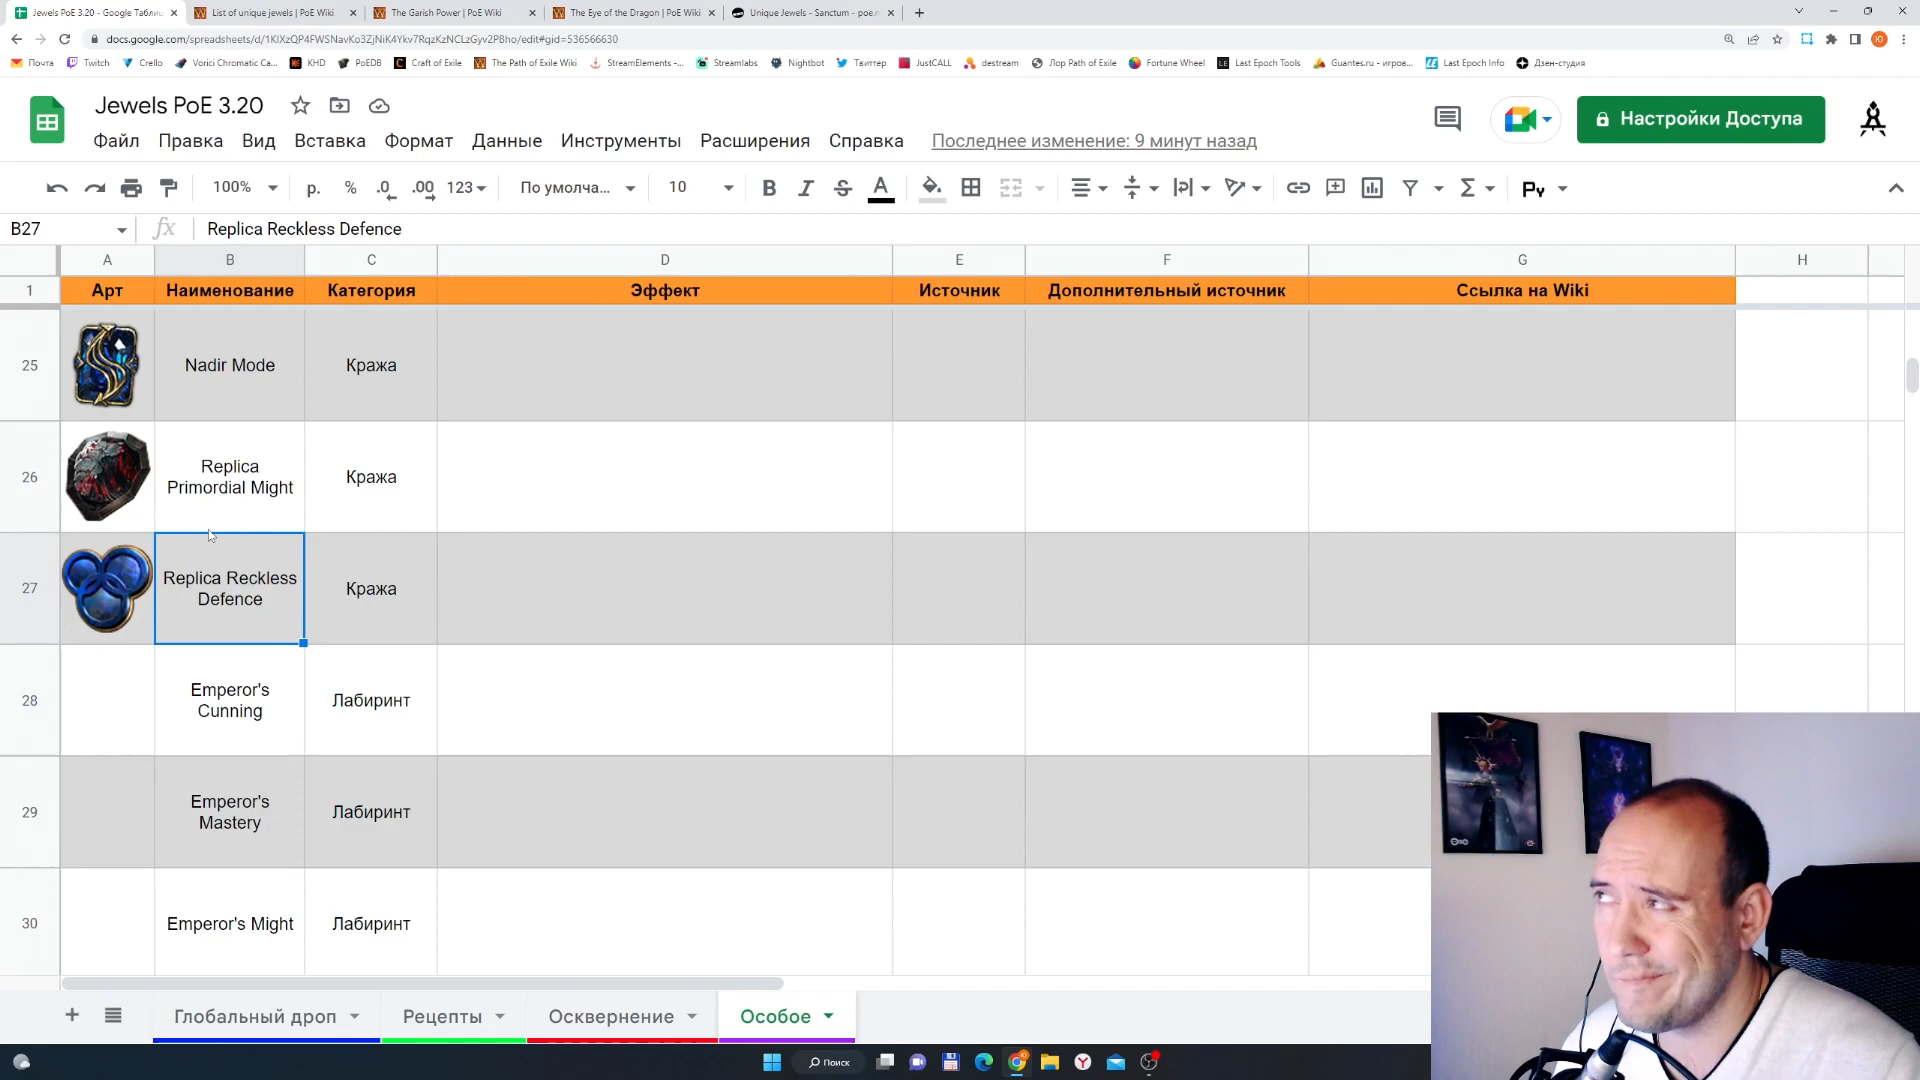 Jewels PoE 3.20 - Google Таблиц
List of unique jewels | PoE Wiki
The Garish Power | PoE Wiki
The Eye of the Dragon | PoE Wiki
Unique Jewels - Sanctum - poe.n
docs.google.com/spreadsheets/d/1KIXzQP4FWSNavKo3ZjNiK4Ykv7RqzKzNCLzGyv2PBho/edit#gid=536566630
Почта
Twitch
Crello
Vorici Chromatic Ca...
KHD
PoEDB
Craft of Exile
The Path of Exile Wiki
StreamElements -...
Streamlabs
Nightbot
Твиттер
JustCALL
destream
Лор Path of Exile
Fortune Wheel
Last Epoch Tools
Guantes.ru - игров...
Last Epoch Info
Дзен-студия
Jewels PoE 3.20
Файл Правка Вид Вставка Формат Данные Инструменты Расширения Справка
Последнее изменение: 9 минут назад
Настройки Доступа
100% р. % .0 .00 123 По умолча... 10
B27
Replica Reckless Defence
A B C D E F G H
1 Арт Наименование Категория Эффект Источник Дополнительный источник Ссылка на Wiki
25 Nadir Mode Кража
26 Replica
Primordial Might Кража
27 Replica Reckless
Defence Кража
28 Emperor's
Cunning Лабиринт
29 Emperor's
Mastery Лабиринт
30 Emperor's Might Лабиринт
Глобальный дроп Рецепты Осквернение Особое
Поиск